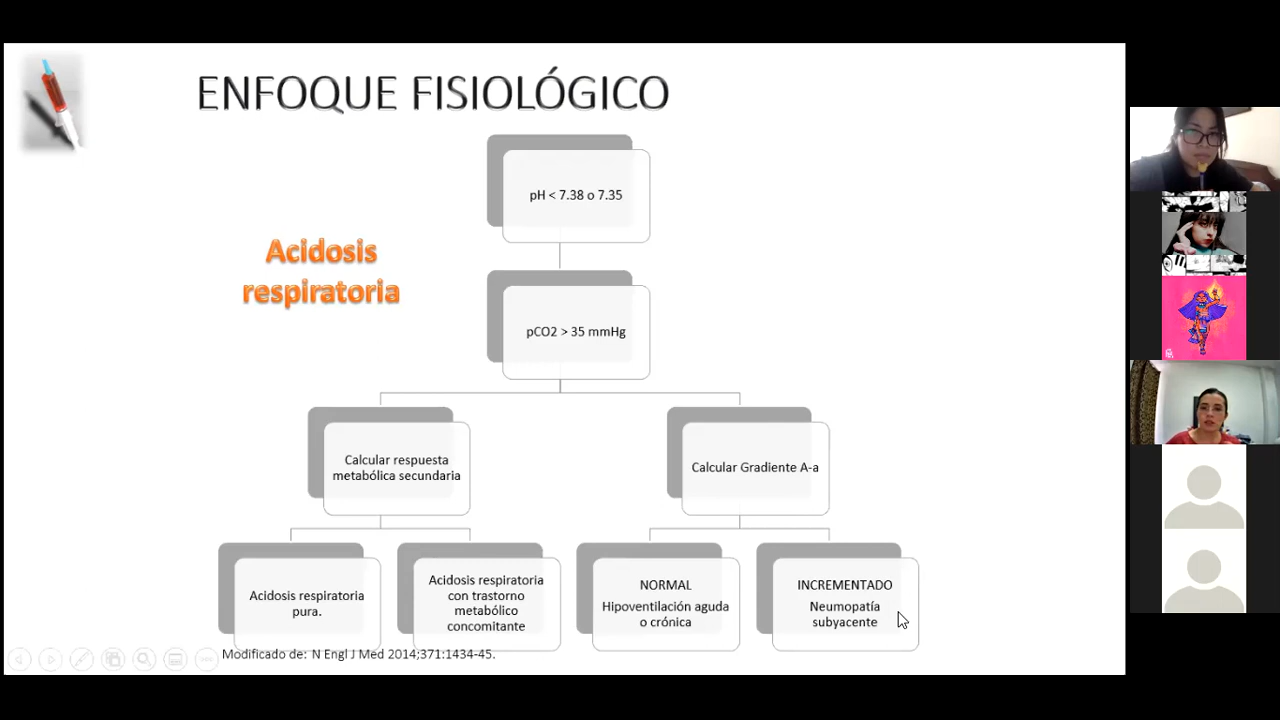 ENFOQUE FISIOLÓGICO
pH < 7.38 o 7.35
Acidosis
respiratoria
pCO2 > 35 mmHg
Calcular respuesta
metabólica secundaria
Calcular Gradiente A-a
Acidosis respiratoria
pura.
Acidosis respiratoria
con trastorno
metabólico
concomitante
NORMAL
Hipoventilación aguda
o crónica
INCREMENTADO
Neumopatía
subyacente
Modificado de: N Engl J Med 2014;371:1434-45.